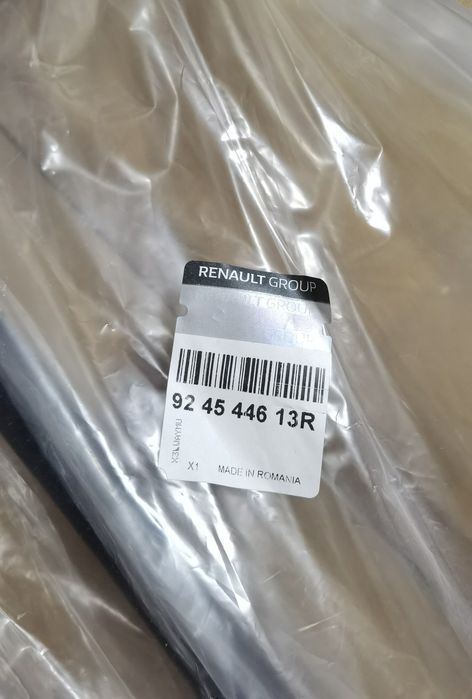 RENAULT GROUP
92 45 446 13R
X1 MADE IN ROMANIA